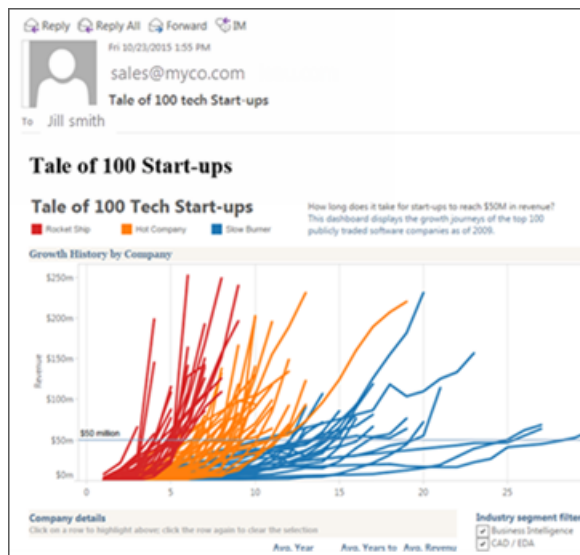 Reply Reply All Forward IM
Fri 10/23/2015 1:55 PM
sales@myco.com
Tale of 100 tech Start-ups
To Jill smith
Tale of 100 Start-ups
Tale of 100 Tech Start-ups
Rocket Ship Hot Company Slow Burner
How long does it take for start-ups to reach $50M in revenue?
This dashboard displays the growth journeys of the top 100
publicly traded software companies as of 2009.
Growth History by Company
$250m
$200m
$150m
$100m
$50m
$0m
Revenue
$50 million
0 5 10 15 20 25
Company details
Click on a row to highlight above; click the row again to clear the selection
Avg. Year Avg. Years to Avg. Revenu
Industry segment filter
Business Intelligence
CAD / EDA